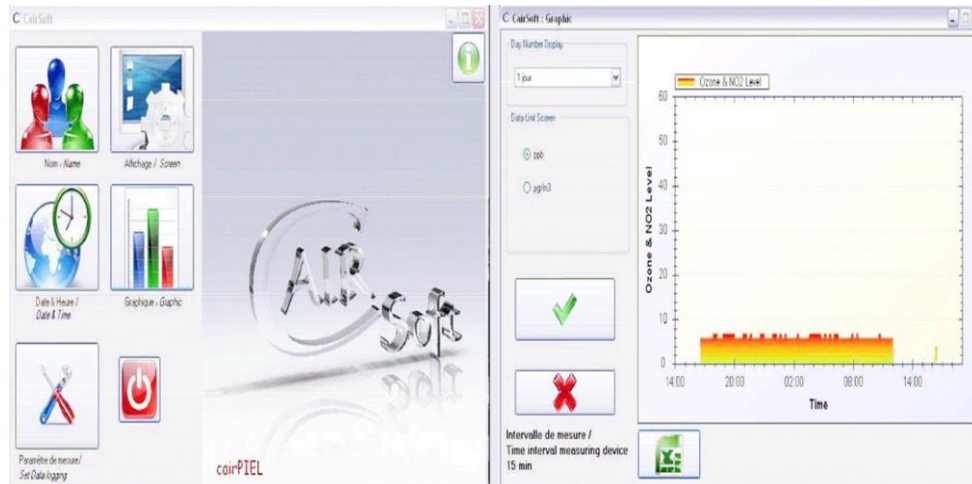 CairSoft
Nom - Name
Affichage / Screen
Date & Heure /
Date & Time
Graphique - Graphic
Paramètre de mesure/
Set Data logging
CAIR
Soft
cairPIEL
CairSoft : Graphic
Day Number Display
1 jour
Data Unit Screen
ppb
µg/m3
Intervalle de mesure /
Time interval measuring device
15 min
Ozone & NO2 Level
Ozone & NO2 Level
60
50
40
30
20
10
0
14:00 20:00 02:00 08:00 14:00
Time